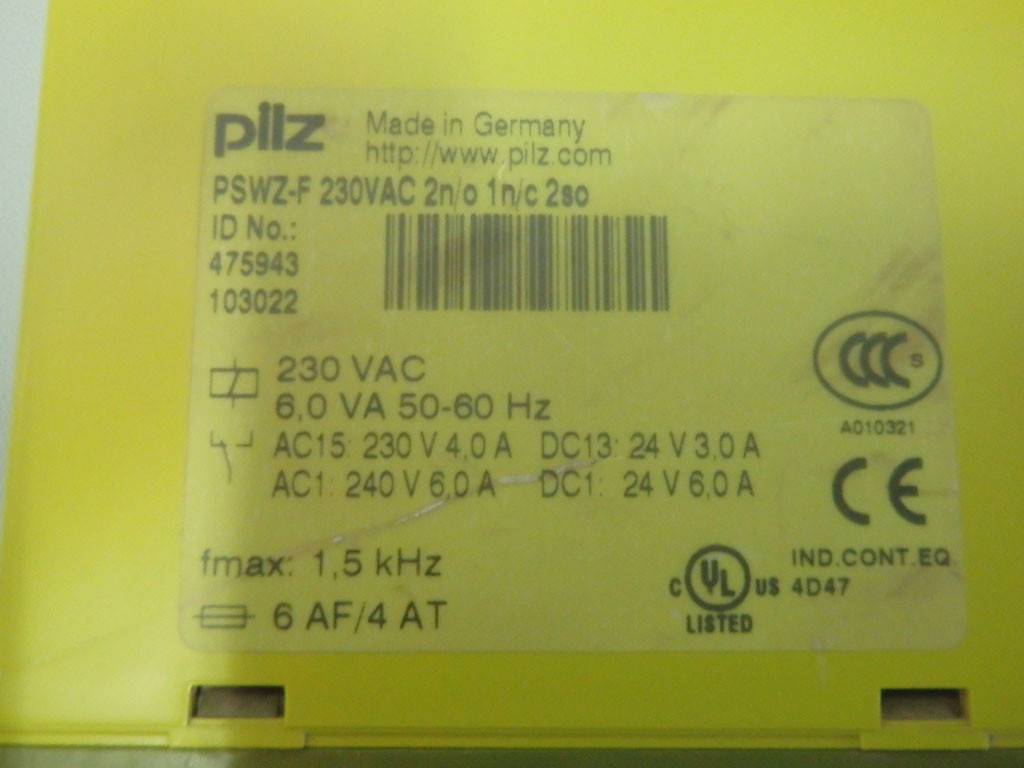 pilz Made in Germany
http://www.pilz.com
PSWZ-F 230VAC 2n/o 1n/c 2so
ID No.:
475943
103022
230 VAC
6,0 VA 50-60 Hz
AC15: 230 V 4,0 A DC13: 24 V 3,0 A
AC1: 240 V 6,0 A DC1: 24 V 6,0 A
CCC S
A010321
CE
fmax: 1,5 kHz
6 AF/4 AT
C UL US
LISTED
IND.CONT.EQ
4D47